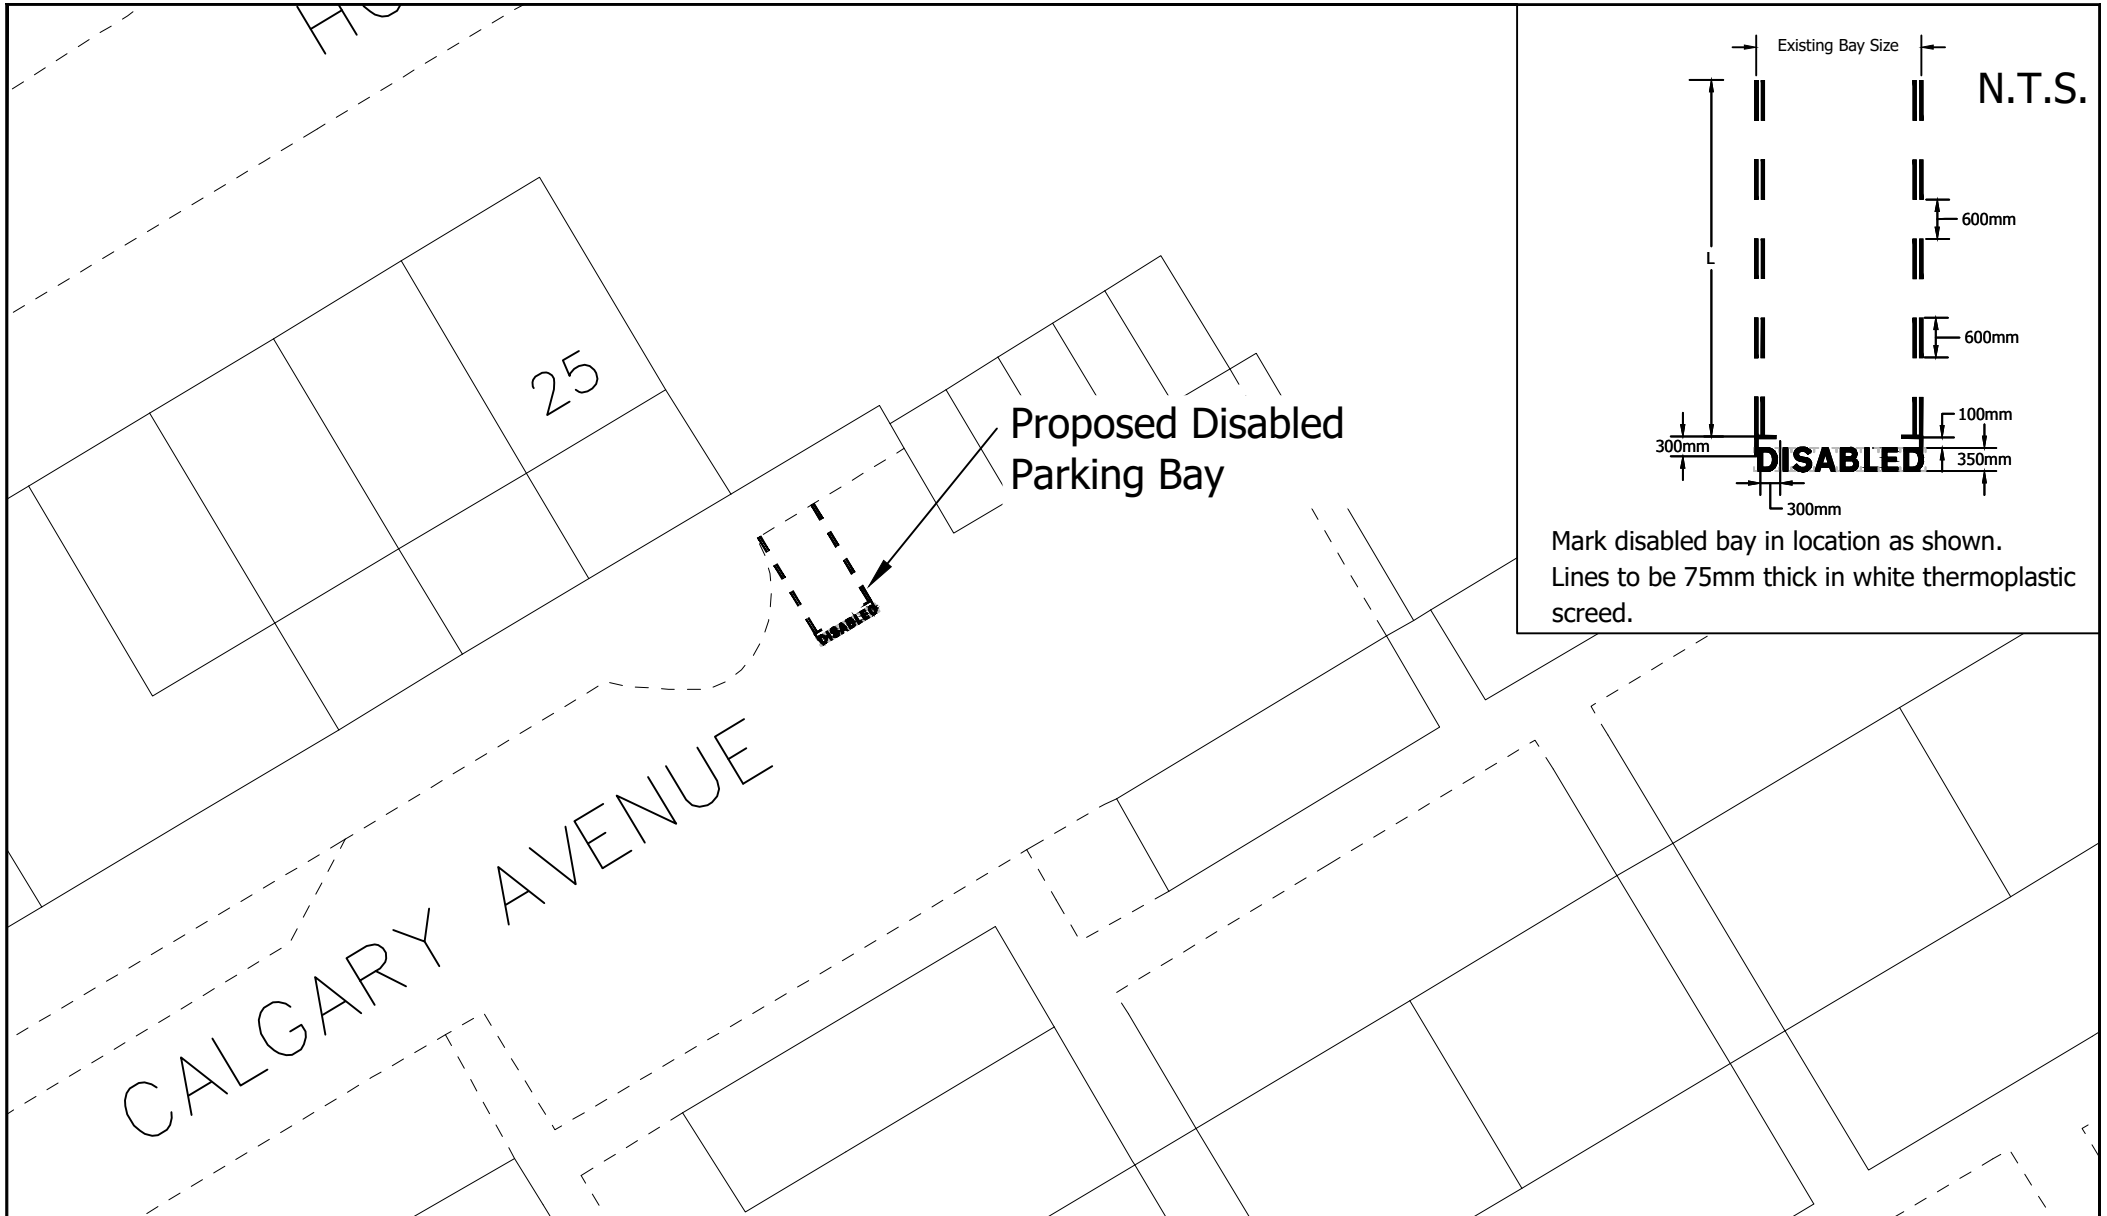 25
Proposed Disabled
Parking Bay
DISABLED
CALGARY AVENUE
Existing Bay Size
N.T.S.
600mm
L
600mm
100mm
300mm
DISABLED
350mm
300mm
Mark disabled bay in location as shown.
Lines to be 75mm thick in white thermoplastic
screed.